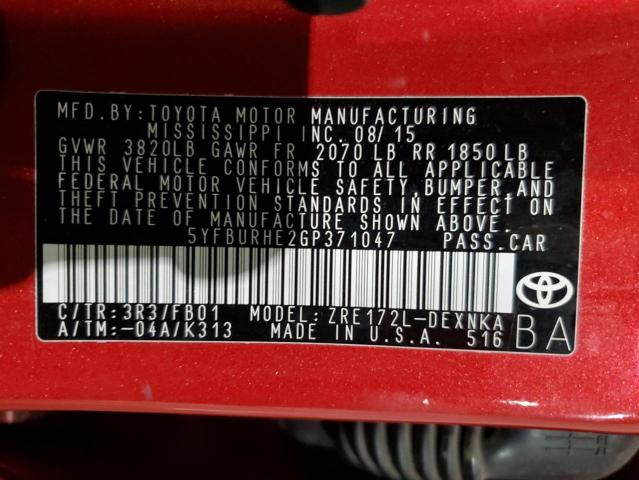 MFD.BY:TOYOTA MOTOR MANUFACTURING
MISSISSIPPI INC. 08/15
GVWR 3820LB GAWR FR 2070 LB RR 1850 LB
THIS VEHICLE CONFORMS TO ALL APPLICABLE
FEDERAL MOTOR VEHICLE SAFETY, BUMPER, AND
THEFT PREVENTION STANDARDS IN EFFECT ON
THE DATE OF MANUFACTURE SHOWN ABOVE.
5YFBURHE2GP371047 PASS.CAR
C/TR:3R3/FB01 MODEL:ZRE172L-DEXNKA
A/TM:-04A/K313 MADE IN U.S.A. 516 BA